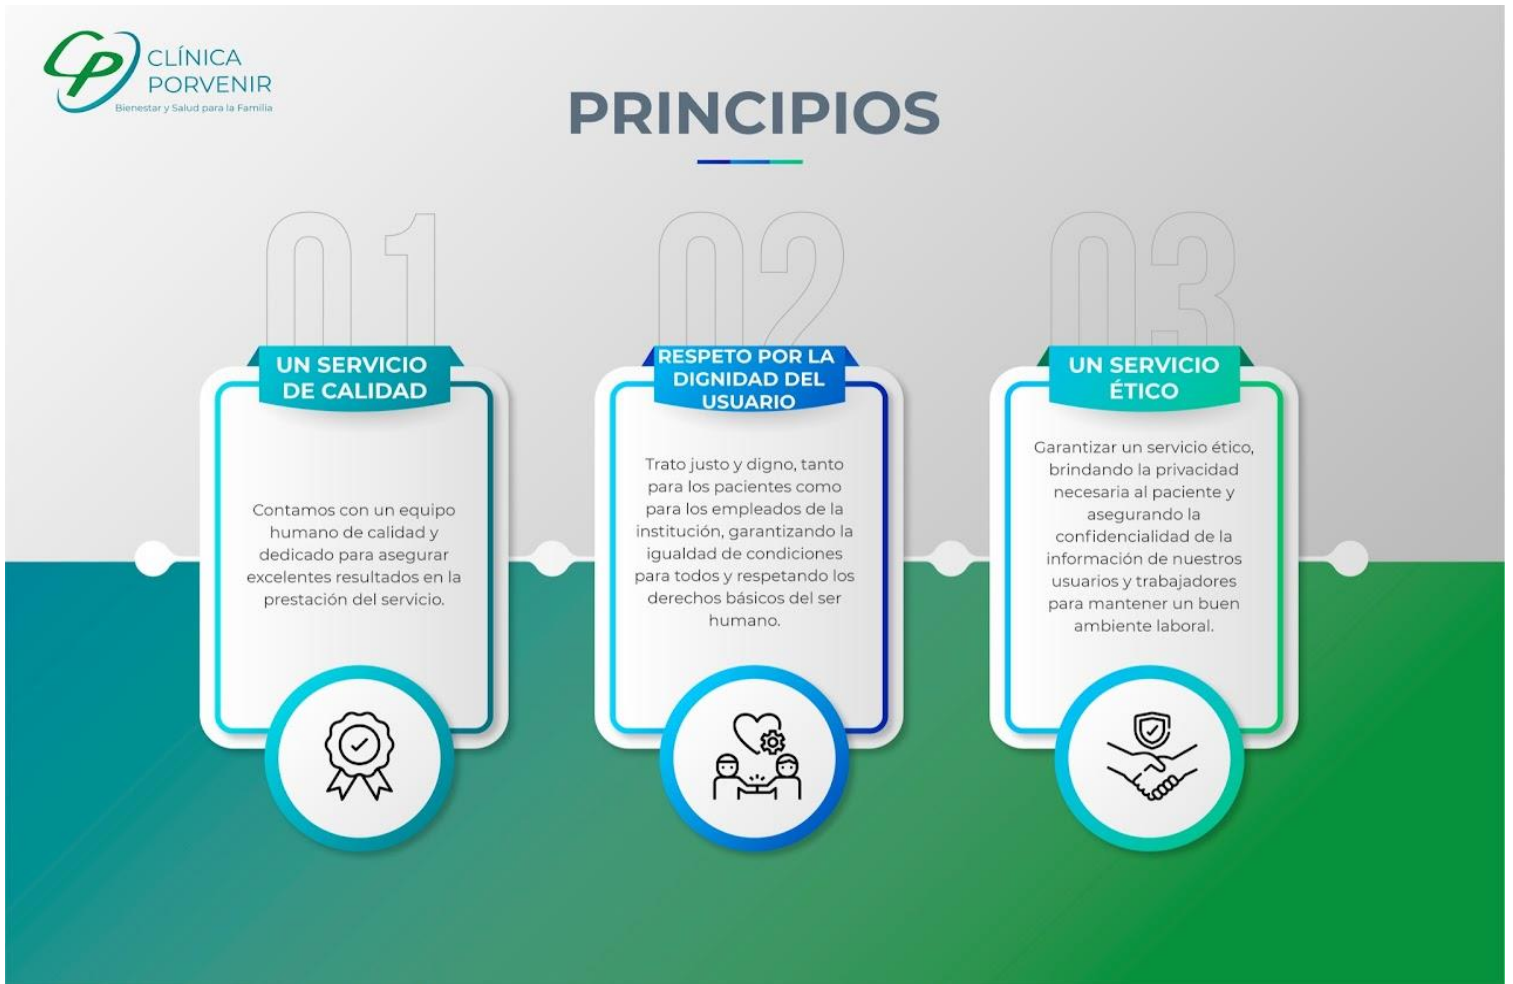 CP
CLÍNICA
PORVENIR
Bienestar y Salud para la Familia
PRINCIPIOS
01
UN SERVICIO
DE CALIDAD
Contamos con un equipo
humano de calidad y
dedicado para asegurar
excelentes resultados en la
prestación del servicio.
02
RESPETO POR LA
DIGNIDAD DEL
USUARIO
Trato justo y digno, tanto
para los pacientes como
para los empleados de la
institución, garantizando la
igualdad de condiciones
para todos y respetando los
derechos básicos del ser
humano.
03
UN SERVICIO
ÉTICO
Garantizar un servicio ético,
brindando la privacidad
necesaria al paciente y
asegurando la
confidencialidad de la
información de nuestros
usuarios y trabajadores
para mantener un buen
ambiente laboral.